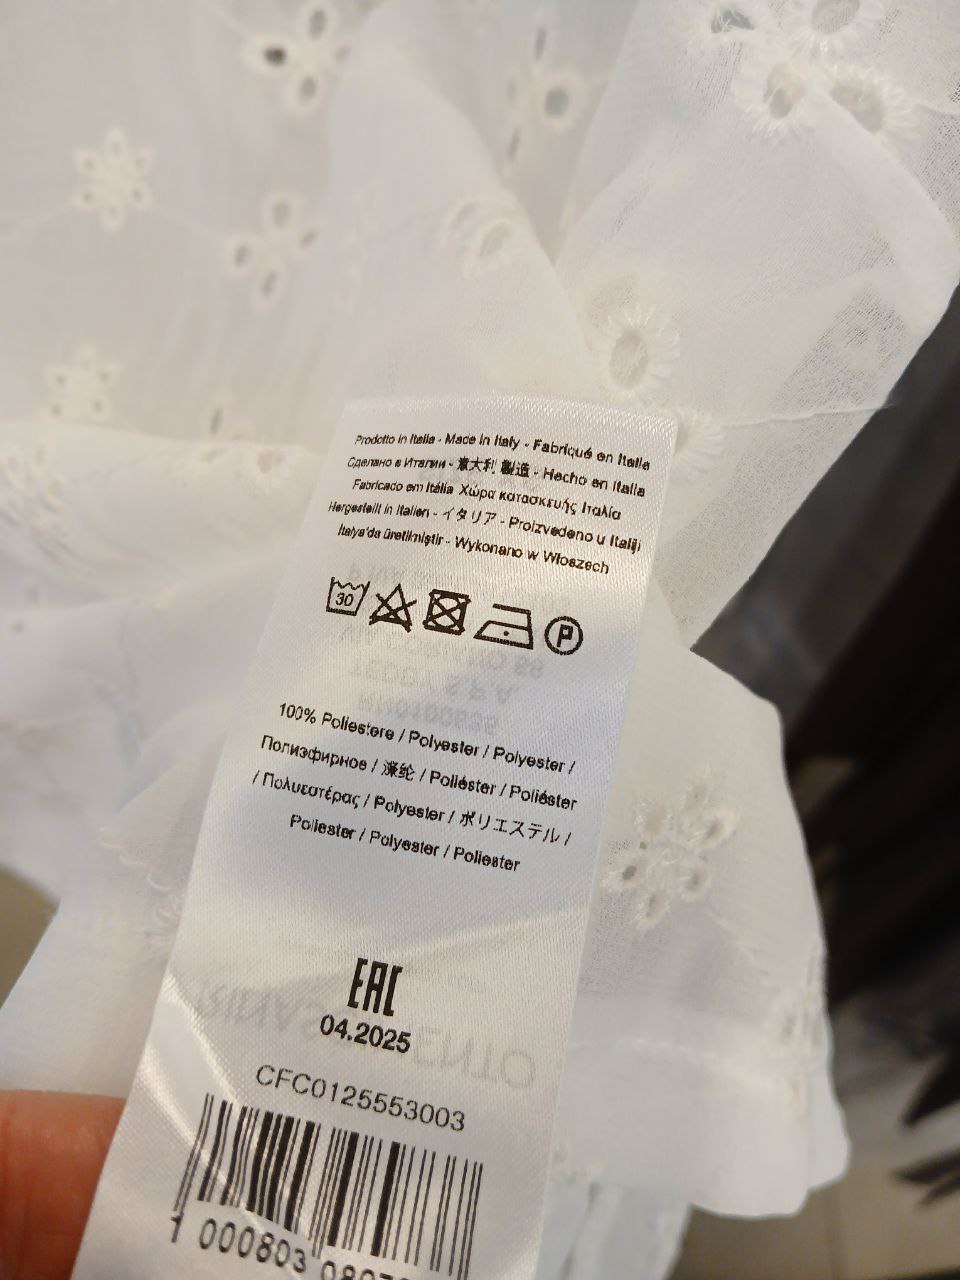 Prodotto in Italia - Made in Italy - Fabriqué en Italie
Сделано в Италии - 意大利 製造 - Hecho en Italia
Fabricado em Itália Χώρα κατασκευής Ιταλία
Hergestellt in Italien - イタリア - Proizvedeno u Italiji
İtalya'da üretilmiştir - Wykonano w Włoszech
30 P
100% Poliestere / Polyester / Polyester /
Полиэфирное / 涤纶 / Poliéster / Poliéster
/ Πολυεστέρας / Polyester / ポリエステル /
Poliester / Polyester / Poliester
EAC
04.2025
CFC0125553003
1 000803